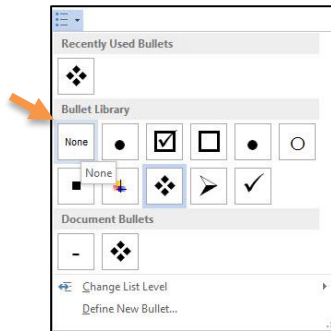 Recently Used Bullets
Bullet Library
None
None
Document Bullets
Change List Level
Define New Bullet...